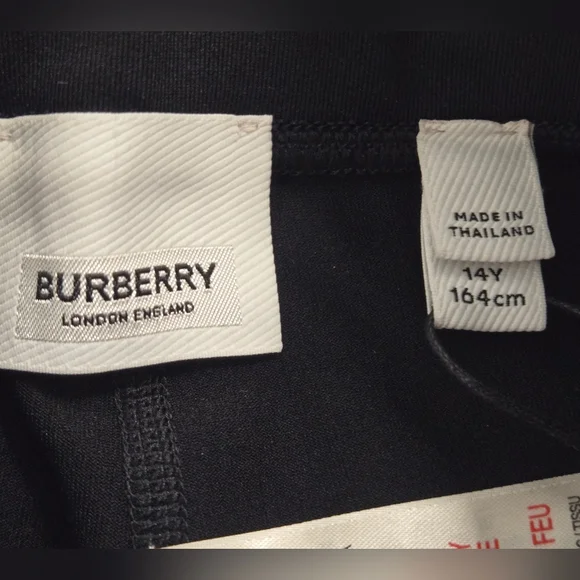 BURBERRY
LONDON ENGLAND
MADE IN
THAILAND
14Y
164cm
FEU